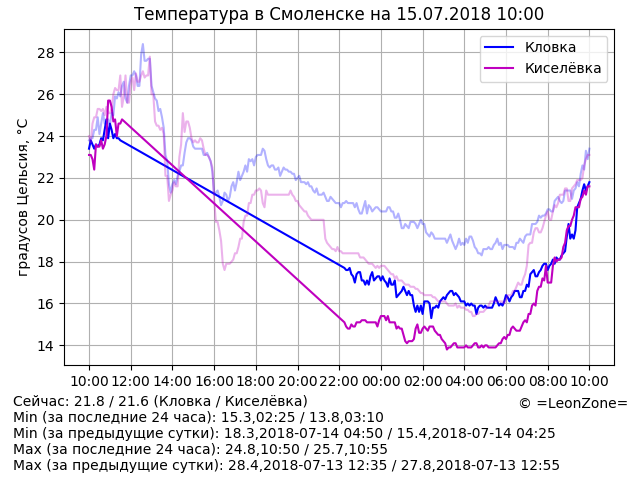 Температура в Смоленске на 15.07.2018 10:00
Кловка
Киселёвка
градусов Цельсия, °C
28
26
24
22
20
18
16
14
10:00 12:00 14:00 16:00 18:00 20:00 22:00 00:00 02:00 04:00 06:00 08:00 10:00
Сейчас: 21.8 / 21.6 (Кловка / Киселёвка)
© =LeonZone=
Min (за последние 24 часа): 15.3,02:25 / 13.8,03:10
Min (за предыдущие сутки): 18.3,2018-07-14 04:50 / 15.4,2018-07-14 04:25
Max (за последние 24 часа): 24.8,10:50 / 25.7,10:55
Max (за предыдущие сутки): 28.4,2018-07-13 12:35 / 27.8,2018-07-13 12:55